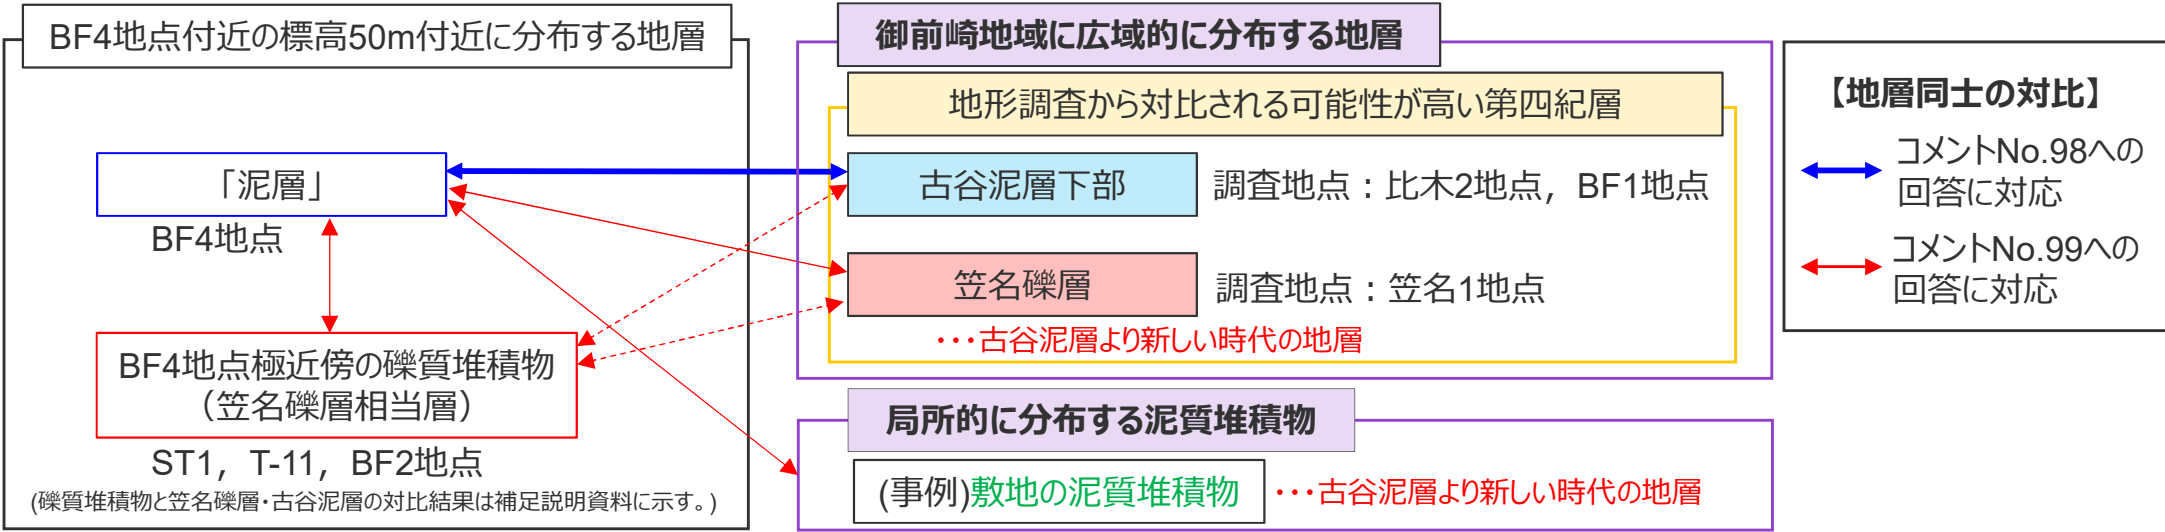 BF4地点付近の標高50m付近に分布する地層
「泥層」
BF4地点
BF4地点極近傍の礫質堆積物
（笠名礫層相当層）
ST1，T-11，BF2地点
(礫質堆積物と笠名礫層・古谷泥層の対比結果は補足説明資料に示す。)
御前崎地域に広域的に分布する地層
地形調査から対比される可能性が高い第四紀層
古谷泥層下部
調査地点：比木2地点，BF1地点
笠名礫層
調査地点：笠名1地点
・・・古谷泥層より新しい時代の地層
局所的に分布する泥質堆積物
(事例)敷地の泥質堆積物
・・・古谷泥層より新しい時代の地層
【地層同士の対比】
コメントNo.98への
回答に対応
コメントNo.99への
回答に対応